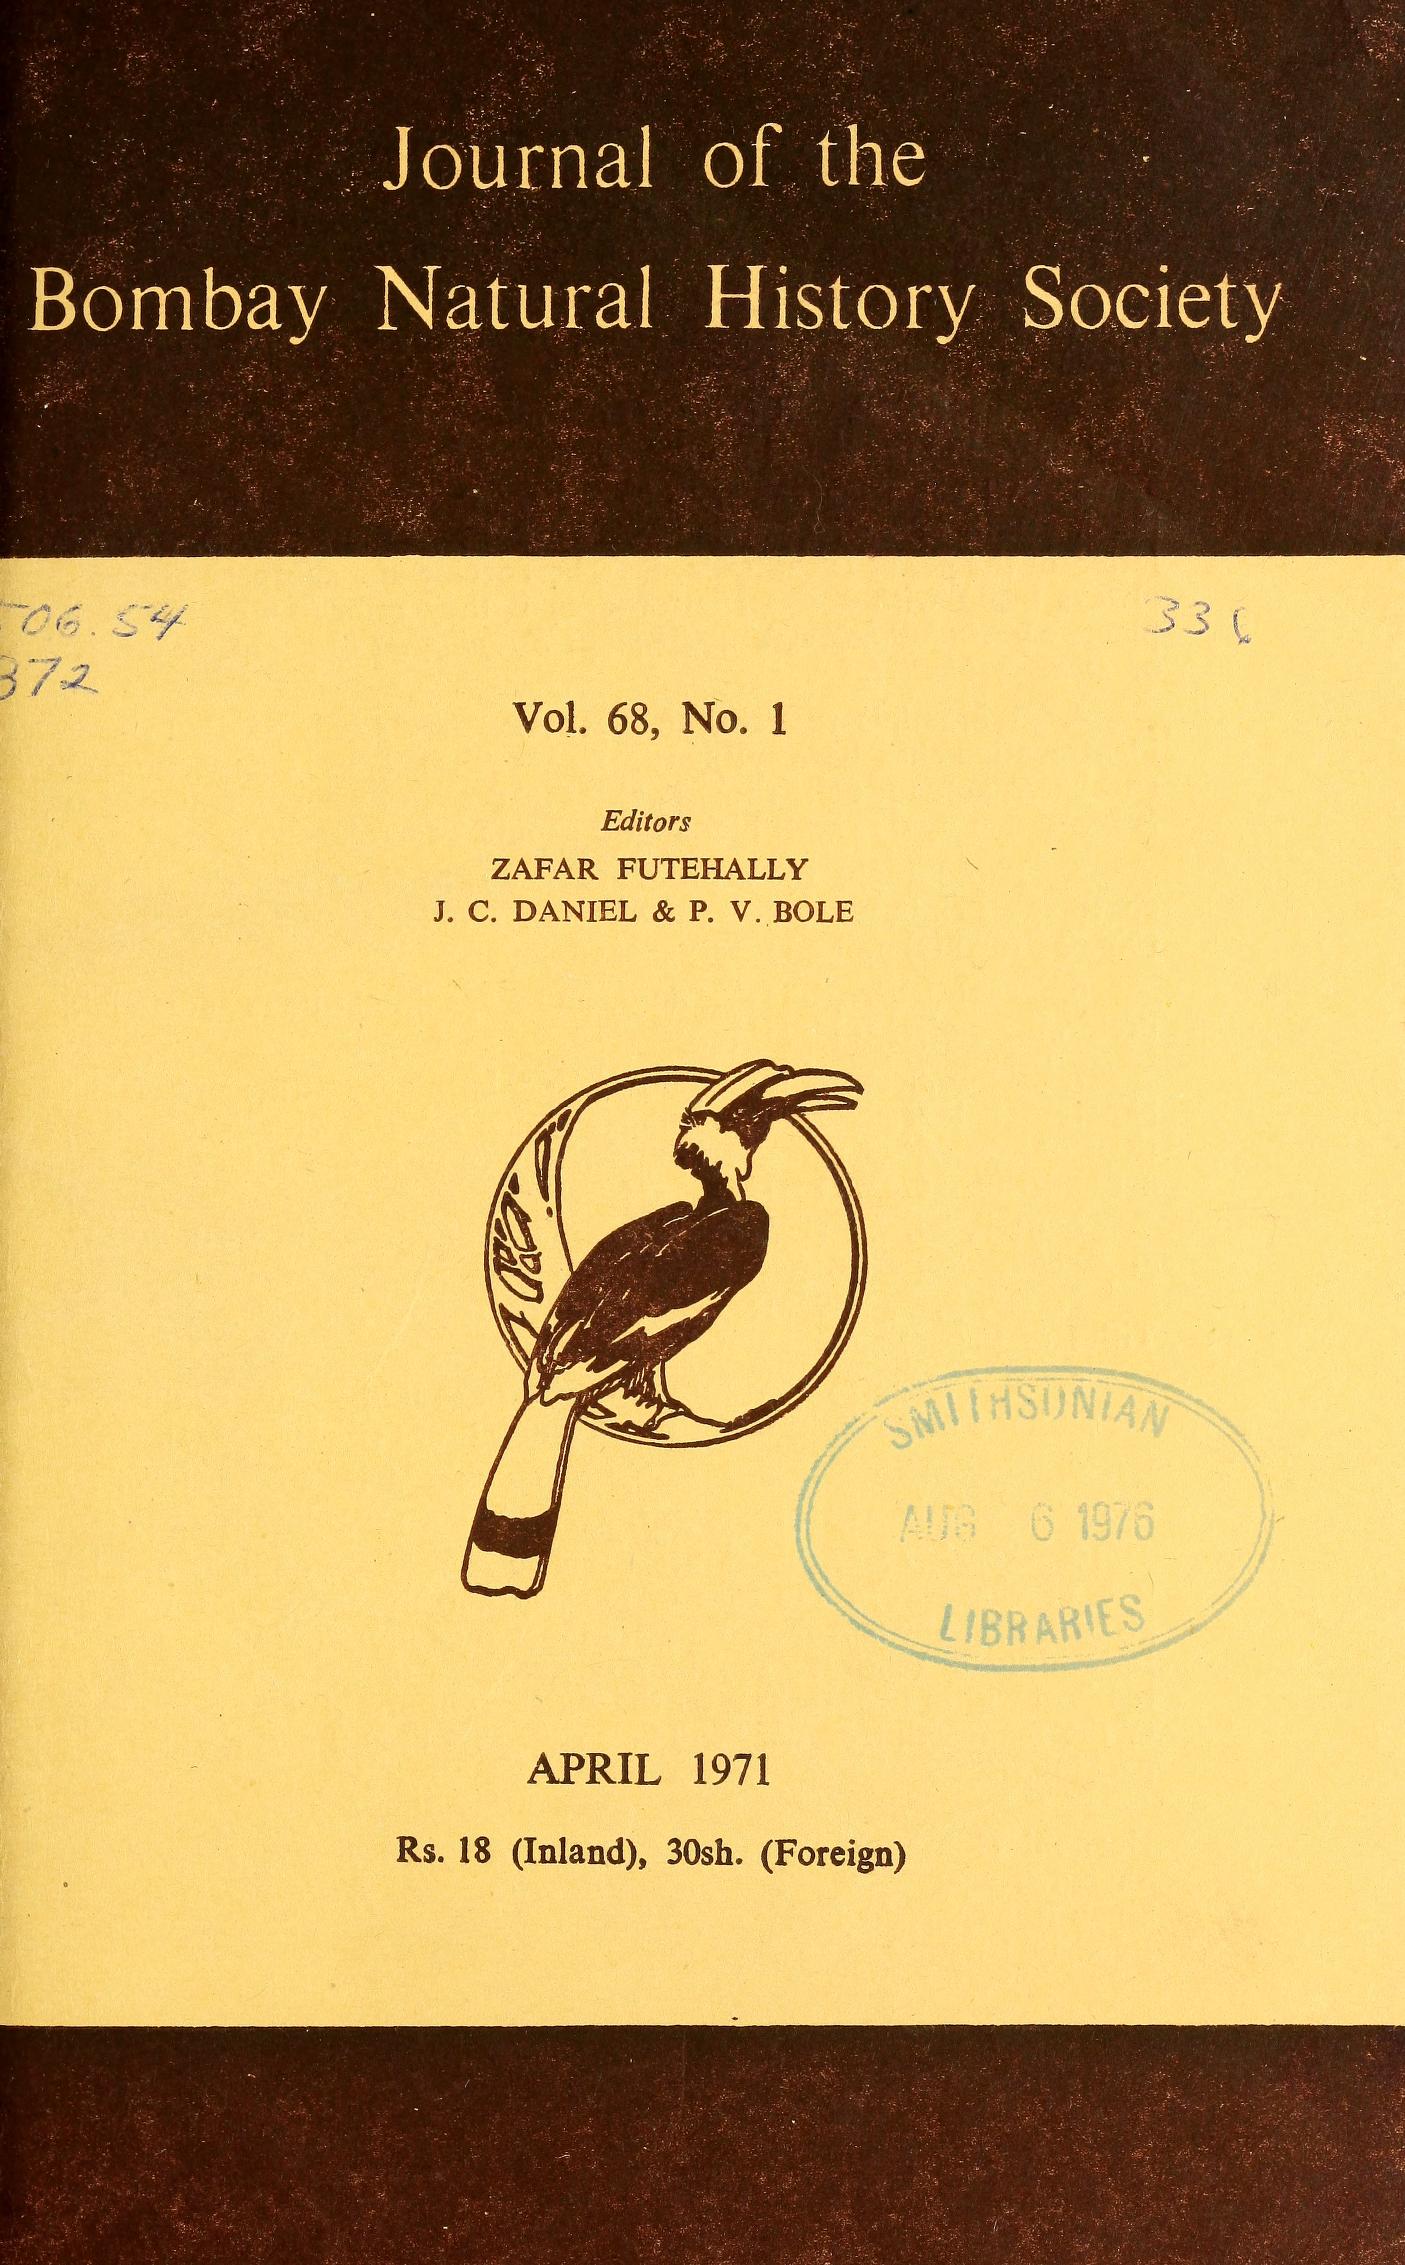 Journal of the
Bombay Natural History Society
506.54
B72
336
Vol. 68, No. 1
Editors
ZAFAR FUTEHALLY
J. C. DANIEL & P. V. BOLE
SMITHSONIAN
AUG 6 1976
LIBRARIES
APRIL 1971
Rs. 18 (Inland), 30sh. (Foreign)